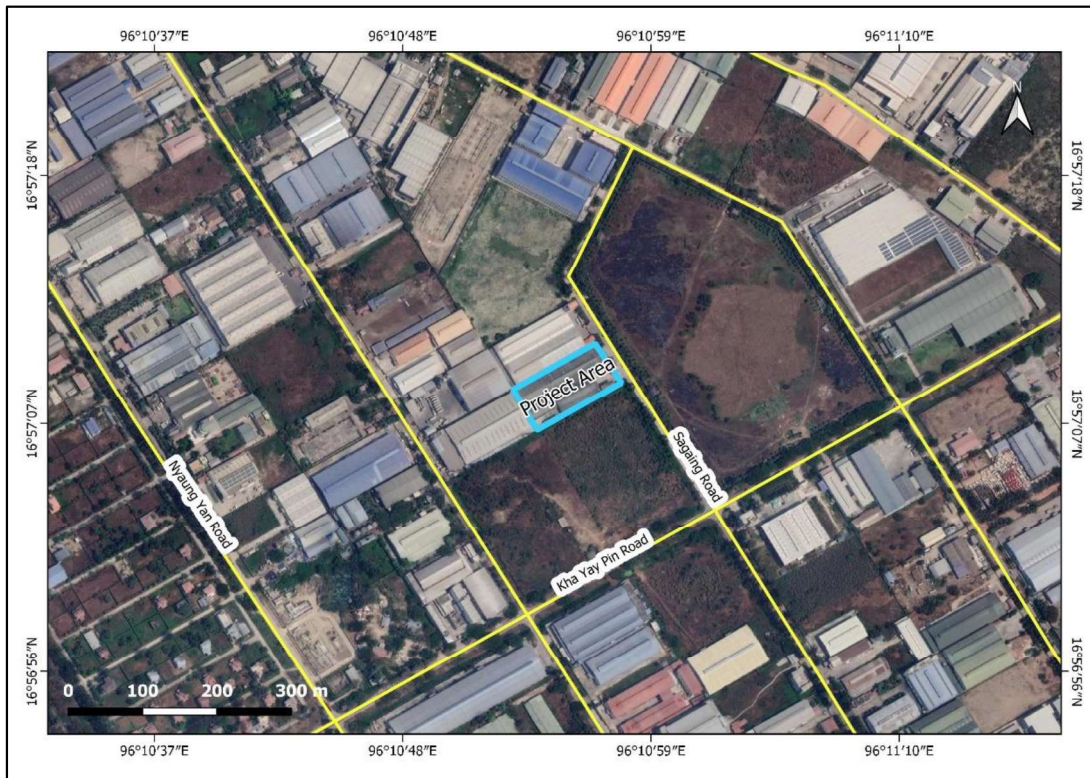 96°10'37"E 96°10'48"E 96°10'59"E 96°11'10"E
N
16°57'18"N 16°57'18"N
Project Area
16°57'07"N 16°57'07"N
Sagaing Road
Nyaung Yan Road
Kha Yay Pin Road
16°56'56"N 16°56'56"N
0 100 200 300 m
96°10'37"E 96°10'48"E 96°10'59"E 96°11'10"E